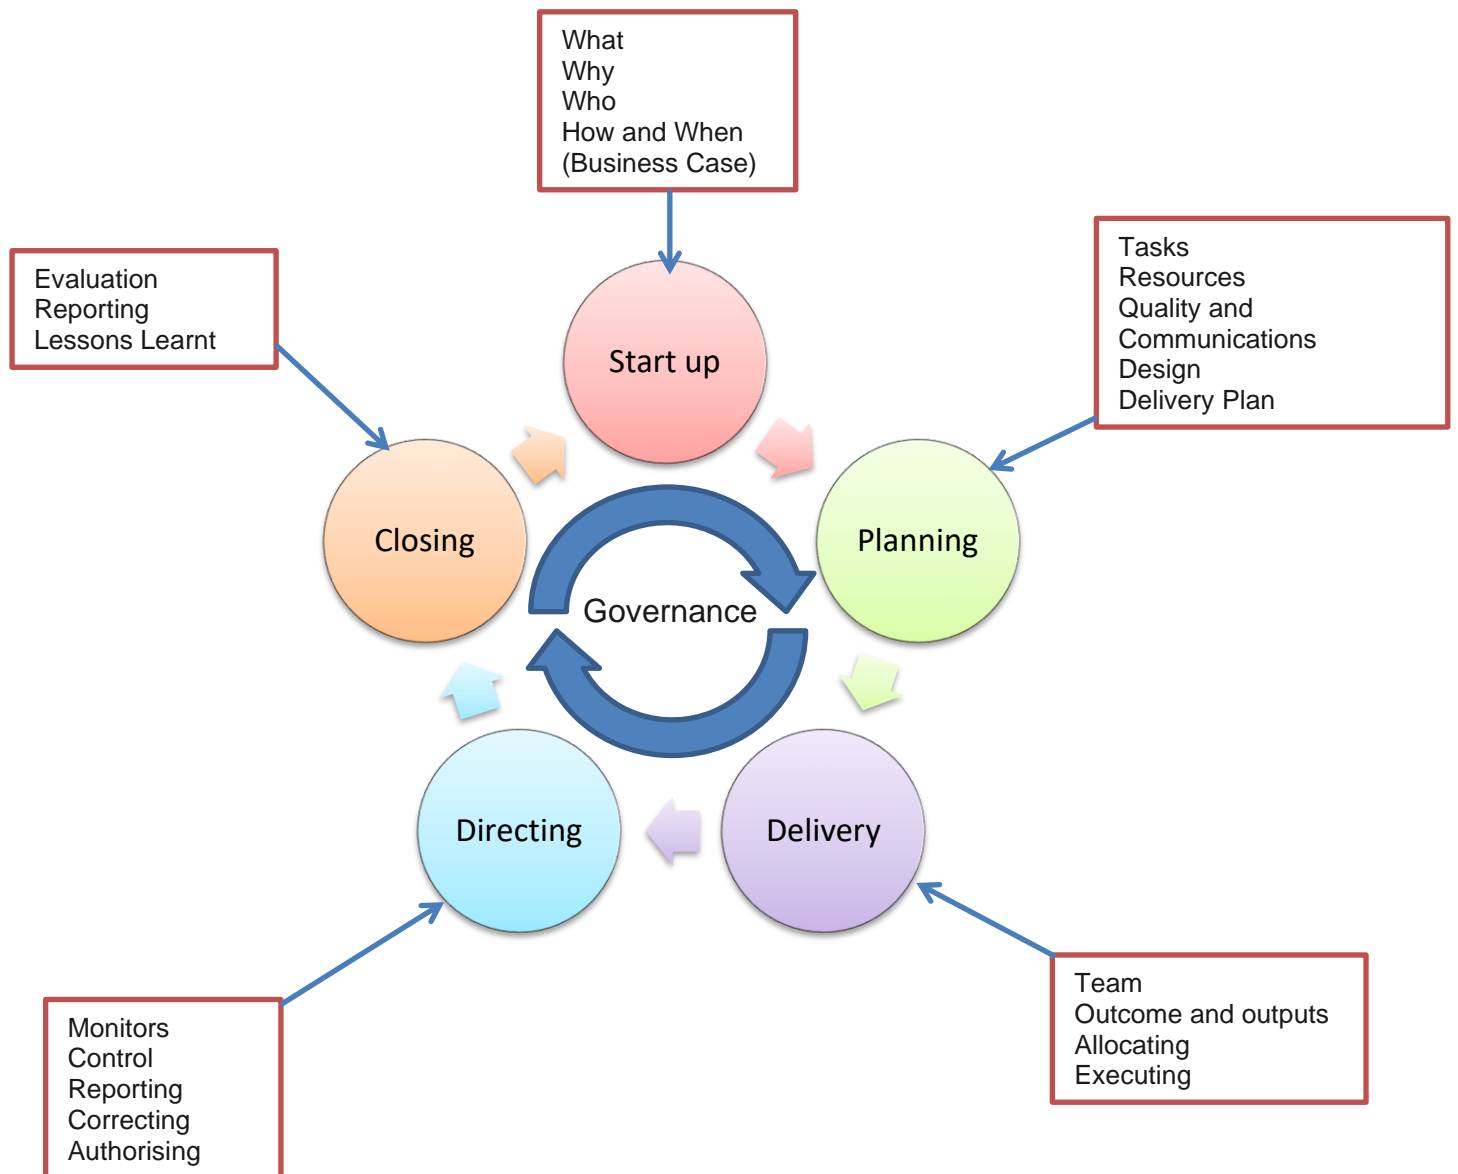 What
Why
Who
How and When
(Business Case)
Evaluation
Reporting
Lessons Learnt
Tasks
Resources
Quality and
Communications
Design
Delivery Plan
Start up
Closing
Planning
Governance
Directing
Delivery
Monitors
Control
Reporting
Correcting
Authorising
Team
Outcome and outputs
Allocating
Executing